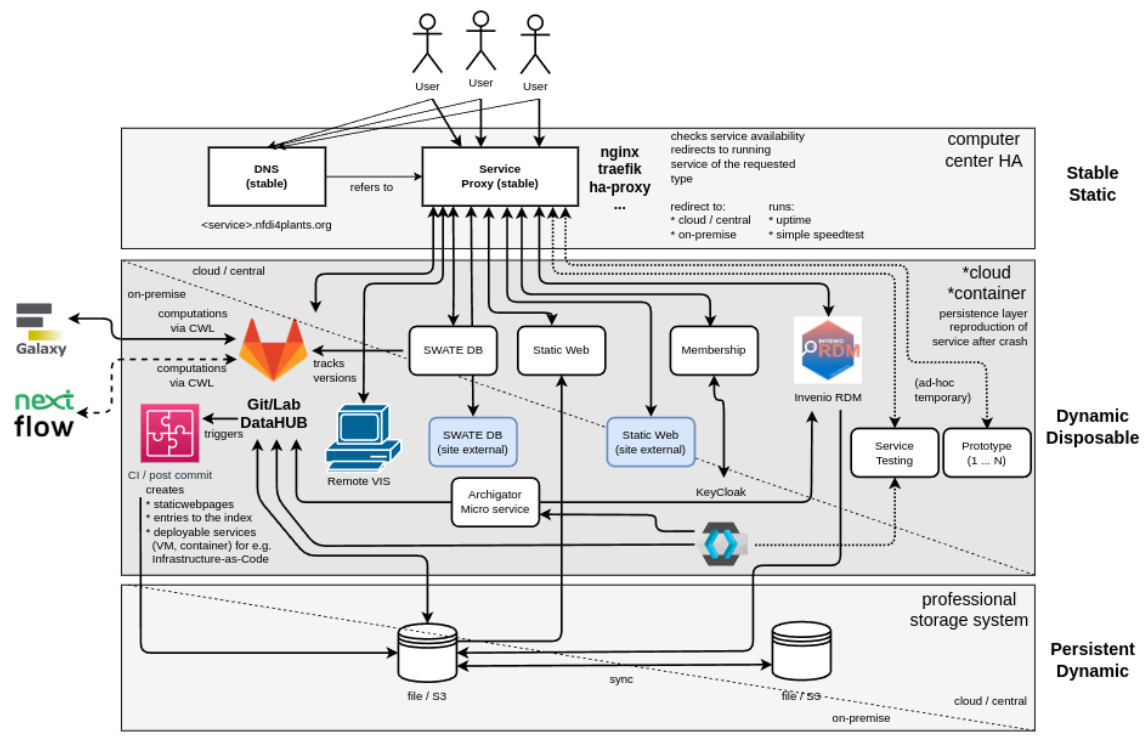 User
User
User
computer
center HA
DNS
(stable)
refers to
Service
Proxy (stable)
nginx
traefik
ha-proxy
...
checks service availability
redirects to running
service of the requested
type
redirect to:
* cloud / central
* on-premise
runs:
* uptime
* simple speedtest
<service>.nfdi4plants.org
Stable
Static
cloud / central
on-premise
*cloud
*container
persistence layer
reproduction of
service after crash
Galaxy
computations
via CWL
computations
via CWL
nextflow
tracks
versions
SWATE DB
Static Web
Membership
INVENIO
RDM
Invenio RDM
(ad-hoc
temporary)
Git/Lab
DataHUB
triggers
CI / post commit
creates
* staticwebpages
* entries to the index
* deployable services
(VM, container) for e.g.
Infrastructure-as-Code
Remote VIS
SWATE DB
(site external)
Static Web
(site external)
Service
Testing
Prototype
(1 ... N)
Dynamic
Disposable
Archigator
Micro service
KeyCloak
professional
storage system
file / S3
sync
file / S3
cloud / central
on-premise
Persistent
Dynamic